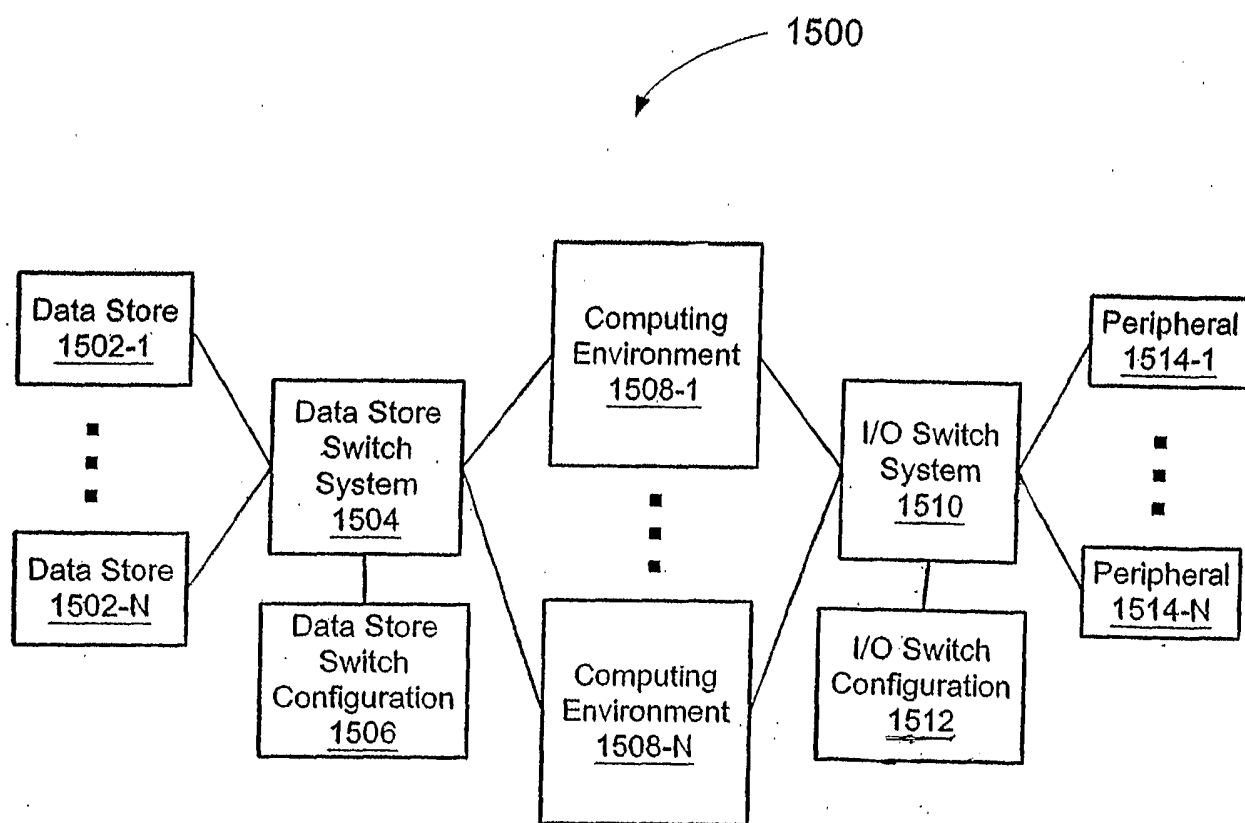 1500
Data Store
1502-1
Data Store
1502-N
Data Store
Switch
System
1504
Data Store
Switch
Configuration
1506
Computing
Environment
1508-1
Computing
Environment
1508-N
I/O Switch
System
1510
I/O Switch
Configuration
1512
Peripheral
1514-1
Peripheral
1514-N